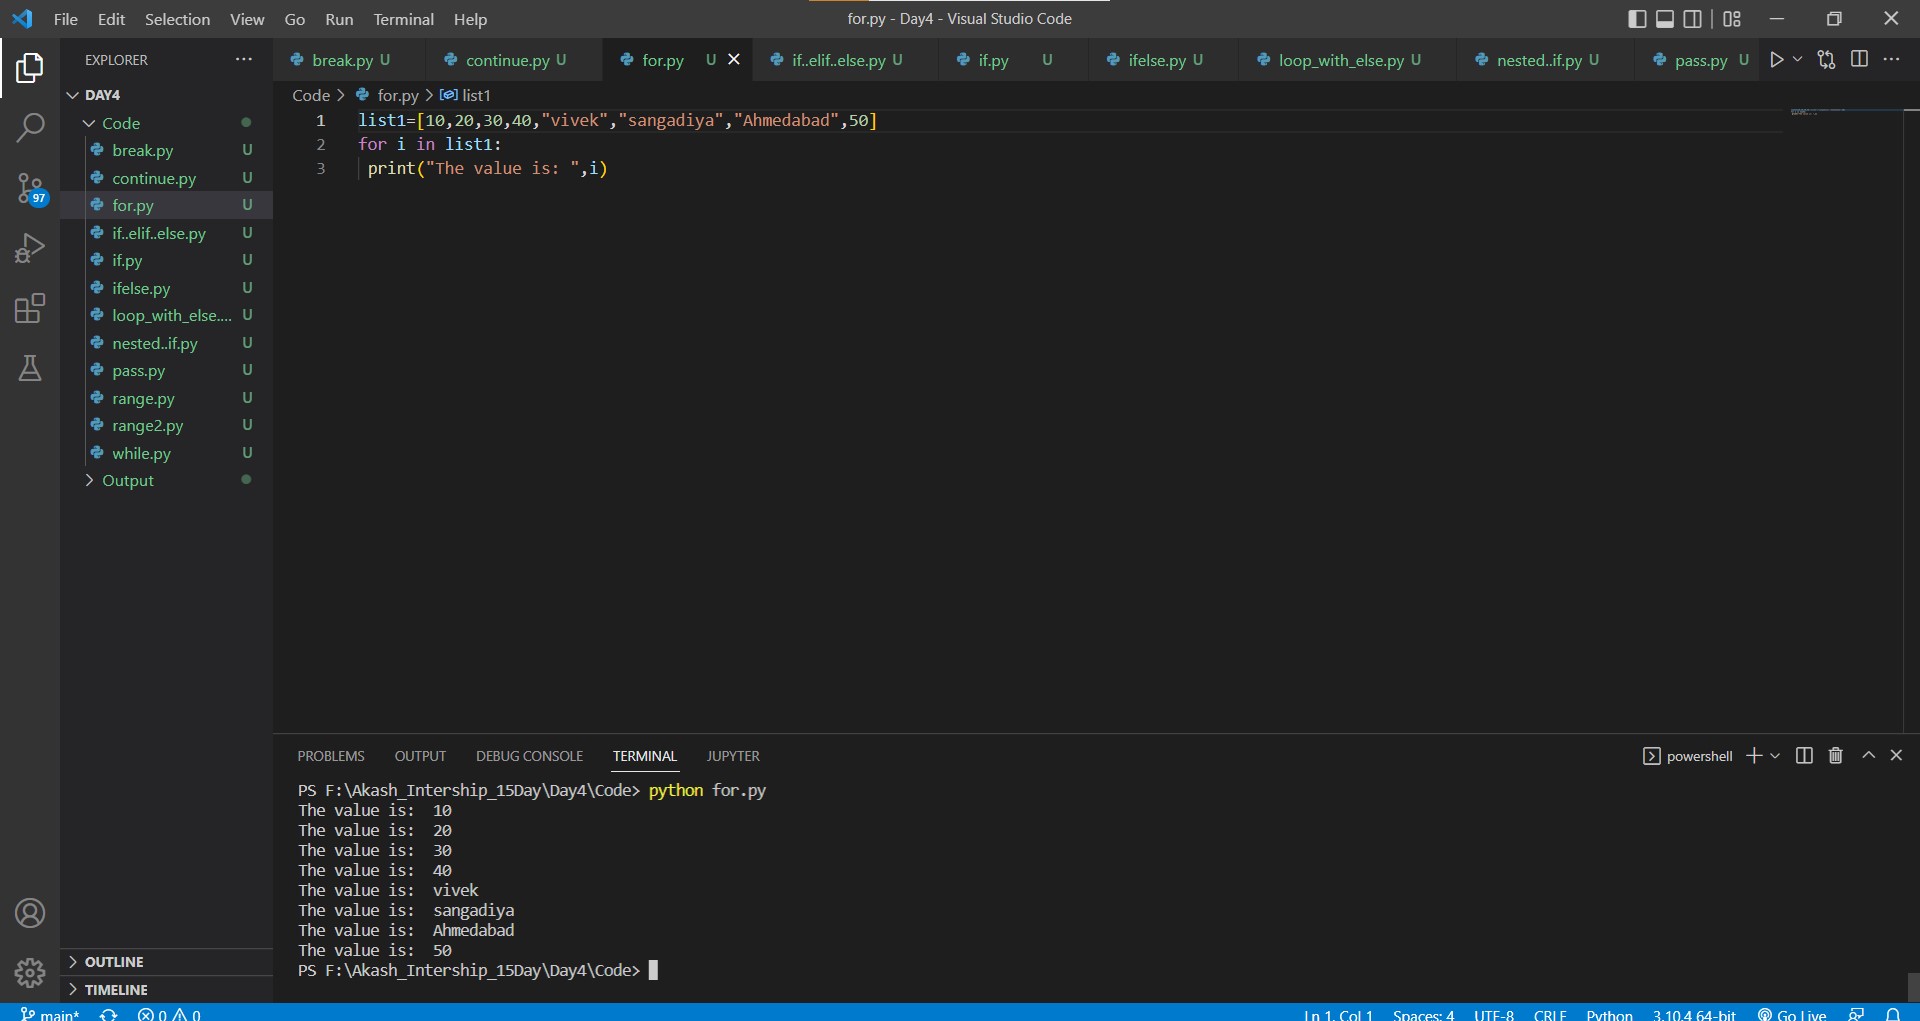 File Edit Selection View Go Run Terminal Help
for.py - Day4 - Visual Studio Code
EXPLORER
break.py U continue.py U for.py U if..elif..else.py U if.py U ifelse.py U loop_with_else.py U nested..if.py U pass.py U
Code > for.py > list1
DAY4
Code
break.py U
continue.py U
for.py U
if..elif..else.py U
if.py U
ifelse.py U
loop_with_else.... U
nested..if.py U
pass.py U
range.py U
range2.py U
while.py U
Output
97
OUTLINE
TIMELINE
1 list1=[10,20,30,40,"vivek","sangadiya","Ahmedabad",50]
2 for i in list1:
3 print("The value is: ",i)
PROBLEMS OUTPUT DEBUG CONSOLE TERMINAL JUPYTER
powershell
PS F:\Akash_Intership_15Day\Day4\Code> python for.py
The value is:  10
The value is:  20
The value is:  30
The value is:  40
The value is:  vivek
The value is:  sangadiya
The value is:  Ahmedabad
The value is:  50
PS F:\Akash_Intership_15Day\Day4\Code>
main* 0 0 Ln 1, Col 1 Spaces: 4 UTF-8 CRLF Python 3.10.4 64-bit Go Live